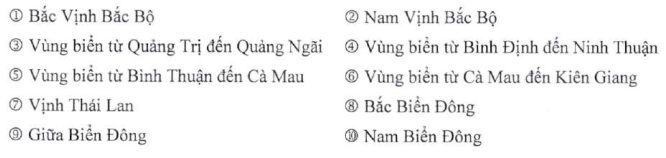 ① Bắc Vịnh Bắc Bộ ② Nam Vịnh Bắc Bộ
③ Vùng biển từ Quảng Trị đến Quảng Ngãi ④ Vùng biển từ Bình Định đến Ninh Thuận
⑤ Vùng biển từ Bình Thuận đến Cà Mau ⑥ Vùng biển từ Cà Mau đến Kiên Giang
⑦ Vịnh Thái Lan ⑧ Bắc Biển Đông
⑨ Giữa Biển Đông ⑩ Nam Biển Đông